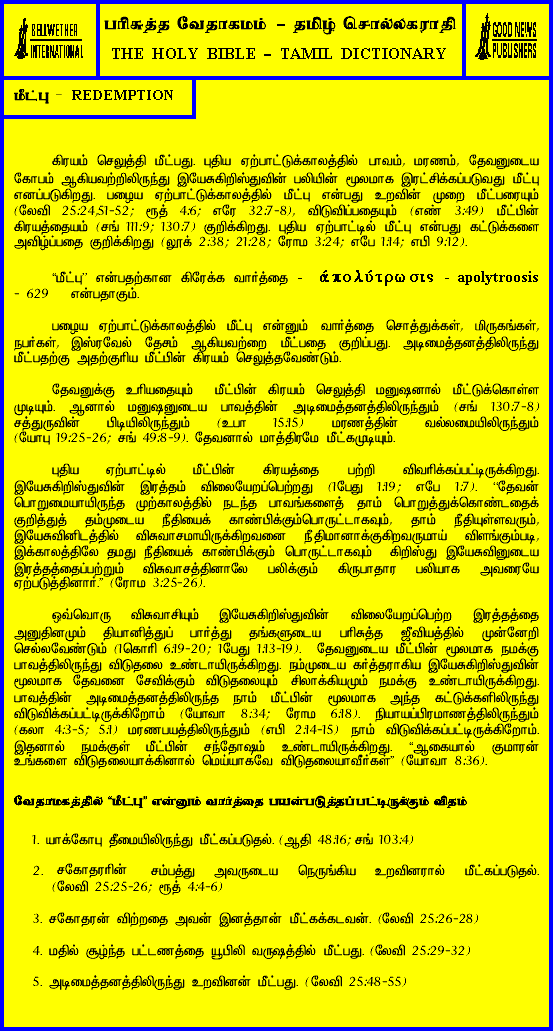 BELLWETHER
INTERNATIONAL
பரிசுத்த வேதாகமம் – தமிழ் சொல்லகராதி
THE HOLY BIBLE – TAMIL DICTIONARY
GOOD NEWS
PUBLISHERS
மீட்பு - REDEMPTION
கிரயம் செலுத்தி மீட்பது. புதிய ஏற்பாட்டுக்காலத்தில் பாவம், மரணம், தேவனுடைய
கோபம் ஆகியவற்றிலிருந்து இயேசுகிறிஸ்துவின் பலியின் மூலமாக இரட்சிக்கப்படுவது மீட்பு
எனப்படுகிறது. பழைய ஏற்பாட்டுக்காலத்தில் மீட்பு என்பது உறவின் முறை மீட்பரையும்
(லேவி 25:24,51-52; ரூத் 4:6; எரே 32:7-8), விடுவிப்பதையும் (எண் 3:49) மீட்பின்
கிரயத்தையம் (சங் 111:9; 130:7) குறிக்கிறது. புதிய ஏற்பாட்டில் மீட்பு என்பது கட்டுக்களை
அவிழ்ப்பதை குறிக்கிறது (லூக் 2:38; 21:28; ரோம 3:24; எபே 1:14; எபி 9:12).
“மீட்பு” என்பதற்கான கிரேக்க வார்த்தை - ἀπολύτρωσις - apolytroosis
- 629 என்பதாகும்.
பழைய ஏற்பாட்டுக்காலத்தில் மீட்பு என்னும் வார்த்தை சொத்துக்கள், மிருகங்கள்,
நபர்கள், இஸ்ரவேல் தேசம் ஆகியவற்றை மீட்பதை குறிப்பது. அடிமைத்தனத்திலிருந்து
மீட்பதற்கு அதற்குரிய மீட்பின் கிரயம் செலுத்தவேண்டும்.
தேவனுக்கு உரியதையும் மீட்பின் கிரயம் செலுத்தி மனுஷனால் மீட்டுக்கொள்ள
முடியும். ஆனால் மனுஷனுடைய பாவத்தின் அடிமைத்தனத்திலிருந்தும் (சங் 130:7-8)
சத்துருவின் பிடியிலிருந்தும் (உபா 15:15) மரணத்தின் வல்லமையிலிருந்தும்
(யோபு 19:25-26; சங் 49:8-9). தேவனால் மாத்திரமே மீட்கமுடியும்.
புதிய ஏற்பாட்டில் மீட்பின் கிரயத்தை பற்றி விவரிக்கப்பட்டிருக்கிறது.
இயேசுகிறிஸ்துவின் இரத்தம் விலையேறப்பெற்றது (1பேது 1:19; எபே 1:7). “தேவன்
பொறுமையாயிருந்த முற்காலத்தில் நடந்த பாவங்களைத் தாம் பொறுத்துக்கொண்டதைக்
குறித்துத் தம்முடைய நீதியைக் காண்பிக்கும்பொருட்டாகவும், தாம் நீதியுள்ளவரும்,
இயேசுவினிடத்தில் விசுவாசமாயிருக்கிறவனை நீதிமானாக்குகிறவருமாய் விளங்கும்படி,
இக்காலத்திலே தமது நீதியைக் காண்பிக்கும் பொருட்டாகவும் கிறிஸ்து இயேசுவினுடைய
இரத்தத்தைப்பற்றும் விசுவாசத்தினாலே பலிக்கும் கிருபாதார பலியாக அவரையே
ஏற்படுத்தினார்.” (ரோம 3:25-26).
ஒவ்வொரு விசுவாசியும் இயேசுகிறிஸ்துவின் விலையேறப்பெற்ற இரத்தத்தை
அனுதினமும் தியானித்துப் பார்த்து தங்களுடைய பரிசுத்த ஜீவியத்தில் முன்னேறி
செல்லவேண்டும் (1கொரி 6:19-20; 1பேது 1:13-19). தேவனுடைய மீட்பின் மூலமாக நமக்கு
பாவத்திலிருந்து விடுதலை உண்டாயிருக்கிறது. நம்முடைய கர்த்தராகிய இயேசுகிறிஸ்துவின்
மூலமாக தேவனை சேவிக்கும் விடுதலையும் சிலாக்கியமும் நமக்கு உண்டாயிருக்கிறது.
பாவத்தின் அடிமைத்தனத்திலிருந்த நாம் மீட்பின் மூலமாக அந்த கட்டுக்களிலிருந்து
விடுவிக்கப்பட்டிருக்கிறோம் (யோவா 8:34; ரோம 6:18). நியாயப்பிரமாணத்திலிருந்தும்
(கலா 4:3-5; 5:1) மரணபயத்திலிருந்தும் (எபி 2:14-15) நாம் விடுவிக்கப்பட்டிருக்கிறோம்.
இதனால் நமக்குள் மீட்பின் சந்தோஷம் உண்டாயிருக்கிறது. “ஆகையால் குமாரன்
உங்களை விடுதலையாக்கினால் மெய்யாகவே விடுதலையாவீர்கள்” (யோவா 8:36).
வேதாமகத்தில் “மீட்பு” என்னும் வார்த்தை பயன்படுத்தப்பட்டிருக்கும் விதம்
1. யாக்கோபு தீமையிலிருந்து மீட்கப்படுதல். (ஆதி 48:16; சங் 103:4)
2. சகோதரரின் சம்பத்து அவருடைய நெருங்கிய உறவினரால் மீட்கப்படுதல்.
(லேவி 25:25-26; ரூத் 4:4-6)
3. சகோதரன் விற்றதை அவன் இனத்தான் மீட்கக்கடவன். (லேவி 25:26-28)
4. மதில் சூழ்ந்த பட்டணத்தை யூபிலி வருஷத்தில் மீட்பது. (லேவி 25:29-32)
5. அடிமைத்தனத்திலிருந்து உறவினன் மீட்பது. (லேவி 25:48-55)